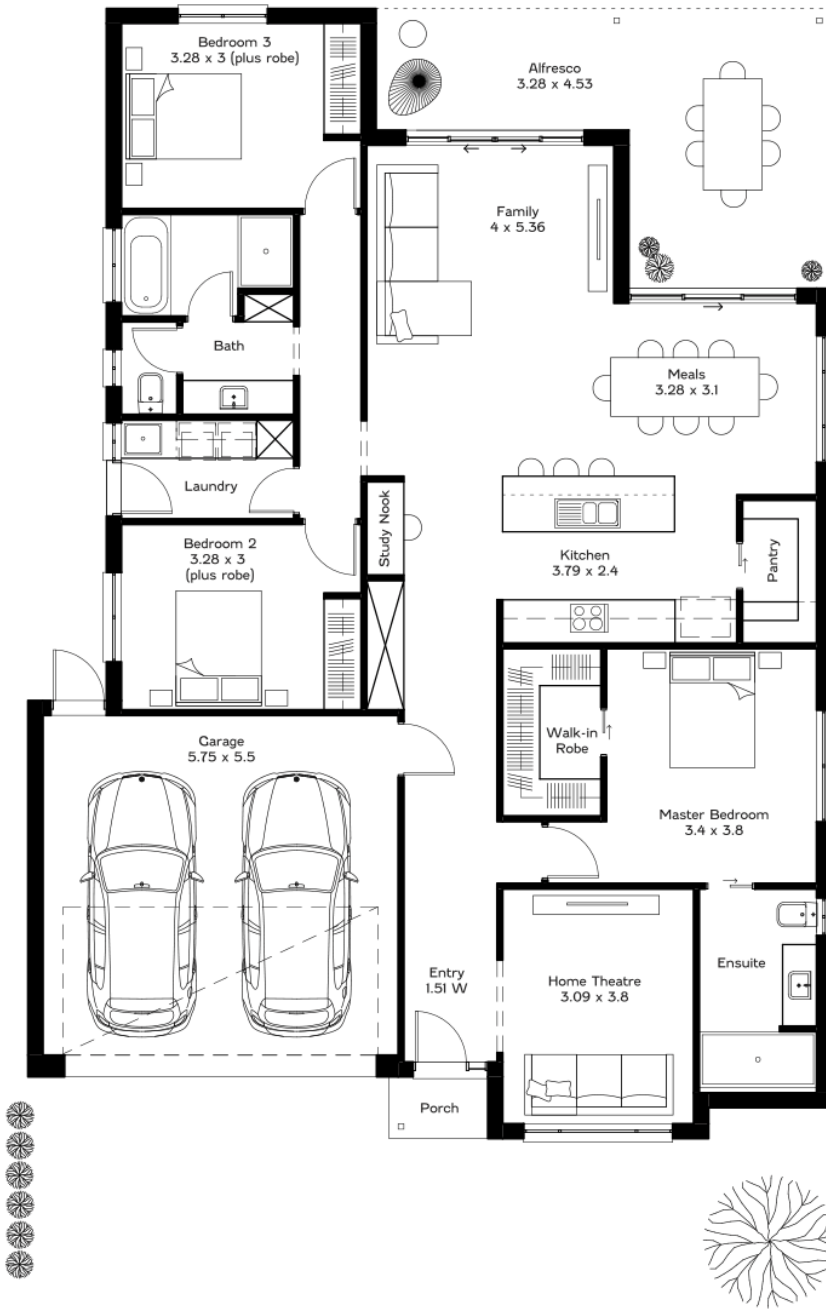 Bedroom 3
3.28 x 3 (plus robe)
Alfresco
3.28 x 4.53
Family
4 x 5.36
Bath
Meals
3.28 x 3.1
Laundry
Study Nook
Bedroom 2
3.28 x 3
(plus robe)
Kitchen
3.79 x 2.4
Pantry
Garage
5.75 x 5.5
Walk-in
Robe
Master Bedroom
3.4 x 3.8
Entry
1.51 W
Home Theatre
3.09 x 3.8
Ensuite
Porch